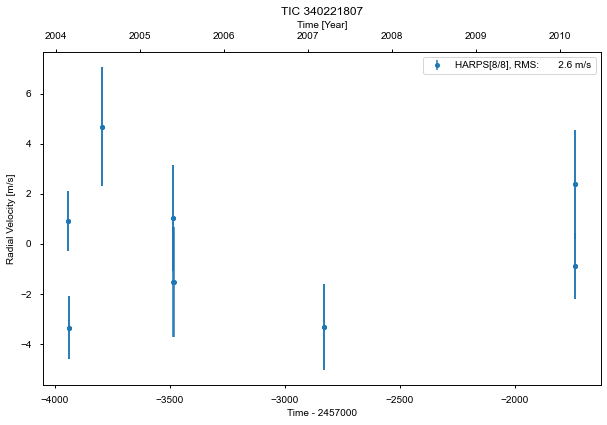 TIC 340221807
Time [Year]
2004 2005 2006 2007 2008 2009 2010
HARPS[8/8], RMS: 2.6 m/s
Radial Velocity [m/s]
6
4
2
0
−2
−4
−4000 −3500 −3000 −2500 −2000
Time - 2457000